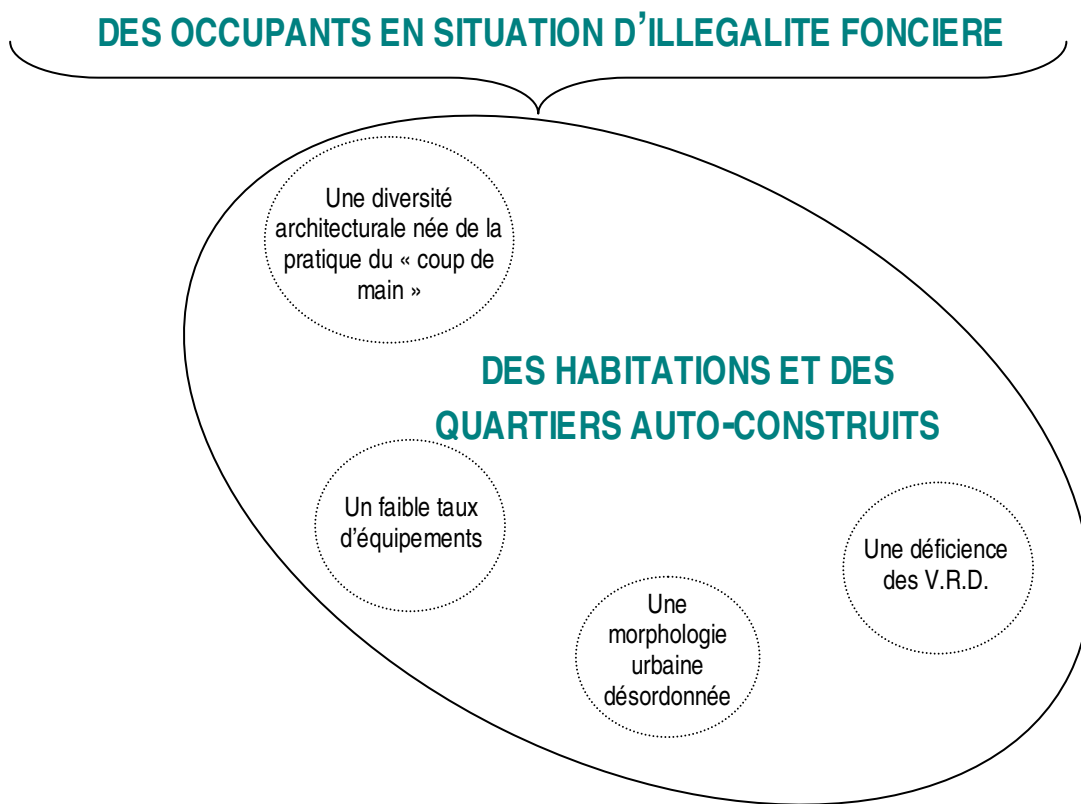 DES OCCUPANTS EN SITUATION D'ILLEGALITE FONCIERE
Une diversité
architecturale née de la
pratique du « coup de
main »
DES HABITATIONS ET DES
QUARTIERS AUTO-CONSTRUITS
Un faible taux
d'équipements
Une déficience
des V.R.D.
Une
morphologie
urbaine
désordonnée